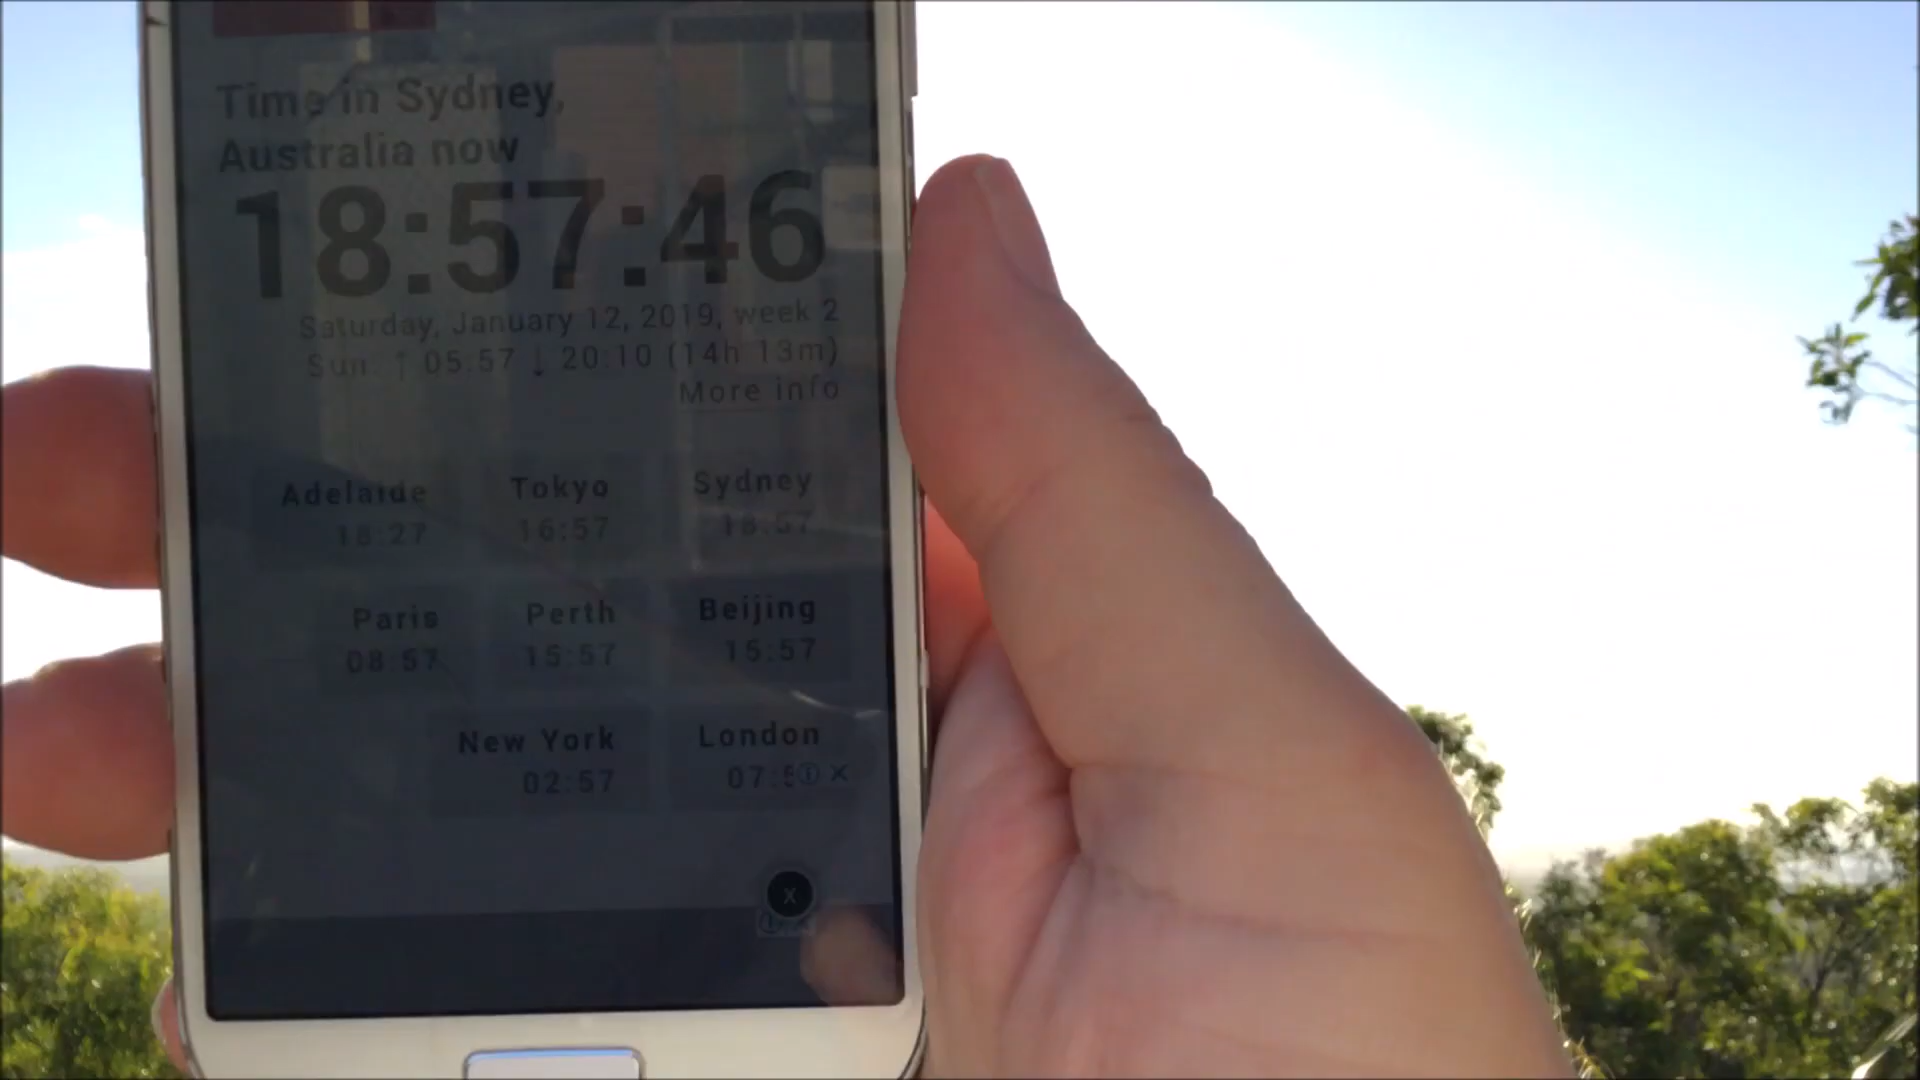 Time in Sydney,
Australia now
18:57:46
Saturday, January 12, 2019, week 2
Sun: ↑ 05:57 ↓ 20:10 (14h 13m)
More info
Adelaide Tokyo Sydney
18:27 16:57 18:57
Paris Perth Beijing
08:57 15:57 15:57
New York London
02:57 07:5
X